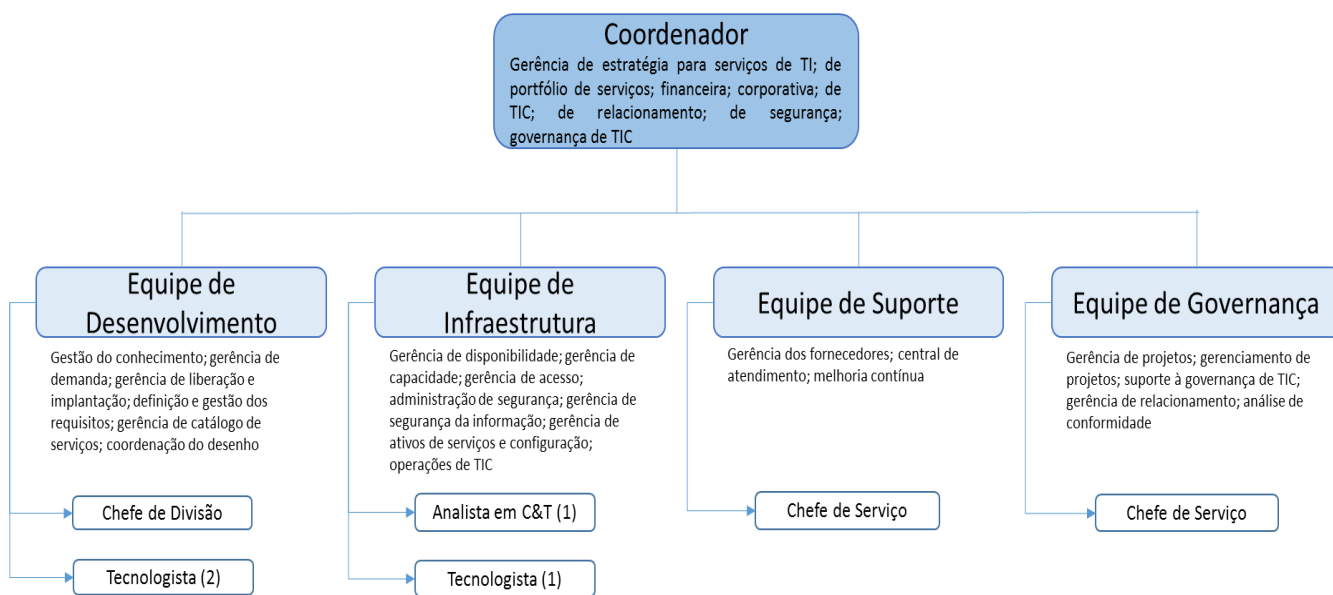 Coordenador
Gerência de estratégia para serviços de TI; de
portfólio de serviços; financeira; corporativa; de
TIC; de relacionamento; de segurança;
governança de TIC
Equipe de
Desenvolvimento
Gestão do conhecimento; gerência de
demanda; gerência de liberação e
implantação; definição e gestão dos
requisitos; gerência de catálogo de
serviços; coordenação do desenho
Chefe de Divisão
Tecnologista (2)
Equipe de
Infraestrutura
Gerência de disponibilidade; gerência de
capacidade; gerência de acesso;
administração de segurança; gerência de
segurança da informação; gerência de
ativos de serviços e configuração;
operações de TIC
Analista em C&T (1)
Tecnologista (1)
Equipe de Suporte
Gerência dos fornecedores; central de
atendimento; melhoria contínua
Chefe de Serviço
Equipe de Governança
Gerência de projetos; gerenciamento de
projetos; suporte à governança de TIC;
gerência de relacionamento; análise de
conformidade
Chefe de Serviço